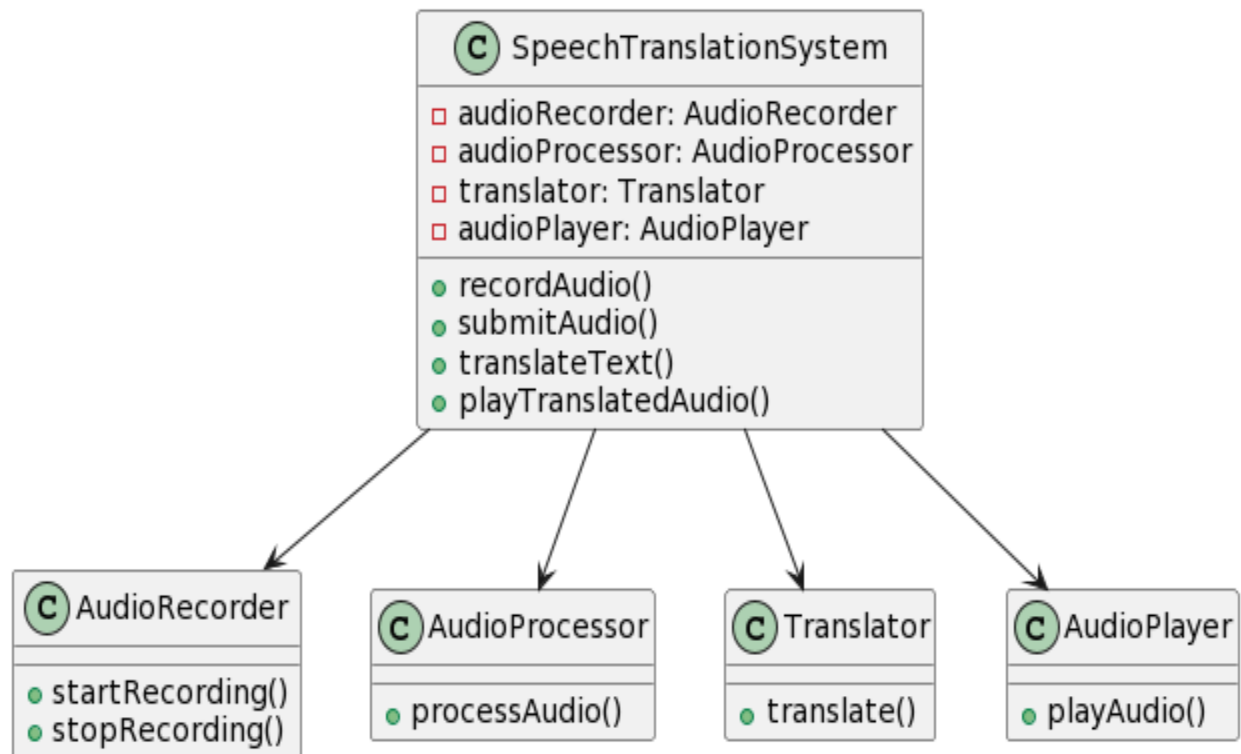 C SpeechTranslationSystem
audioRecorder: AudioRecorder
audioProcessor: AudioProcessor
translator: Translator
audioPlayer: AudioPlayer
recordAudio()
submitAudio()
translateText()
playTranslatedAudio()
C AudioRecorder
startRecording()
stopRecording()
C AudioProcessor
processAudio()
C Translator
translate()
C AudioPlayer
playAudio()